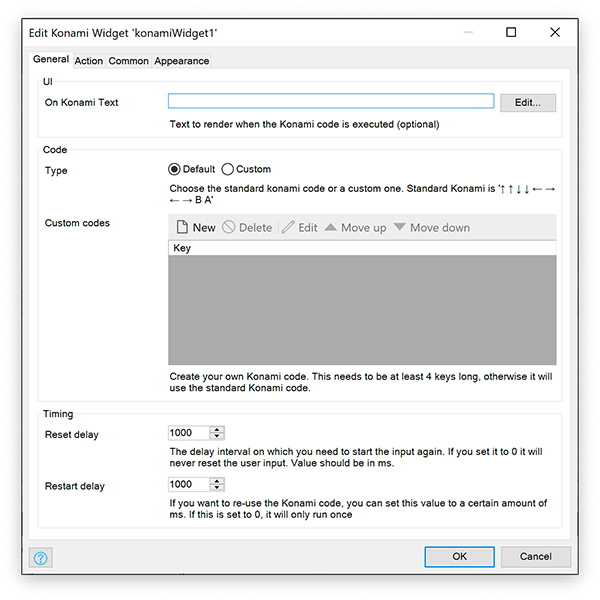 Edit Konami Widget 'konamiWidget1'
General Action Common Appearance
UI
On Konami Text
Edit...
Text to render when the Konami code is executed (optional)
Code
Type
Default Custom
Choose the standard konami code or a custom one. Standard Konami is '↑ ↑ ↓ ↓ ← →
← → B A'
Custom codes
New Delete Edit Move up Move down
Key
Create your own Konami code. This needs to be at least 4 keys long, otherwise it will
use the standard Konami code.
Timing
Reset delay
1000
The delay interval on which you need to start the input again. If you set it to 0 it will
never reset the user input. Value should be in ms.
Restart delay
1000
If you want to re-use the Konami code, you can set this value to a certain amount of
ms. If this is set to 0, it will only run once
?
OK Cancel